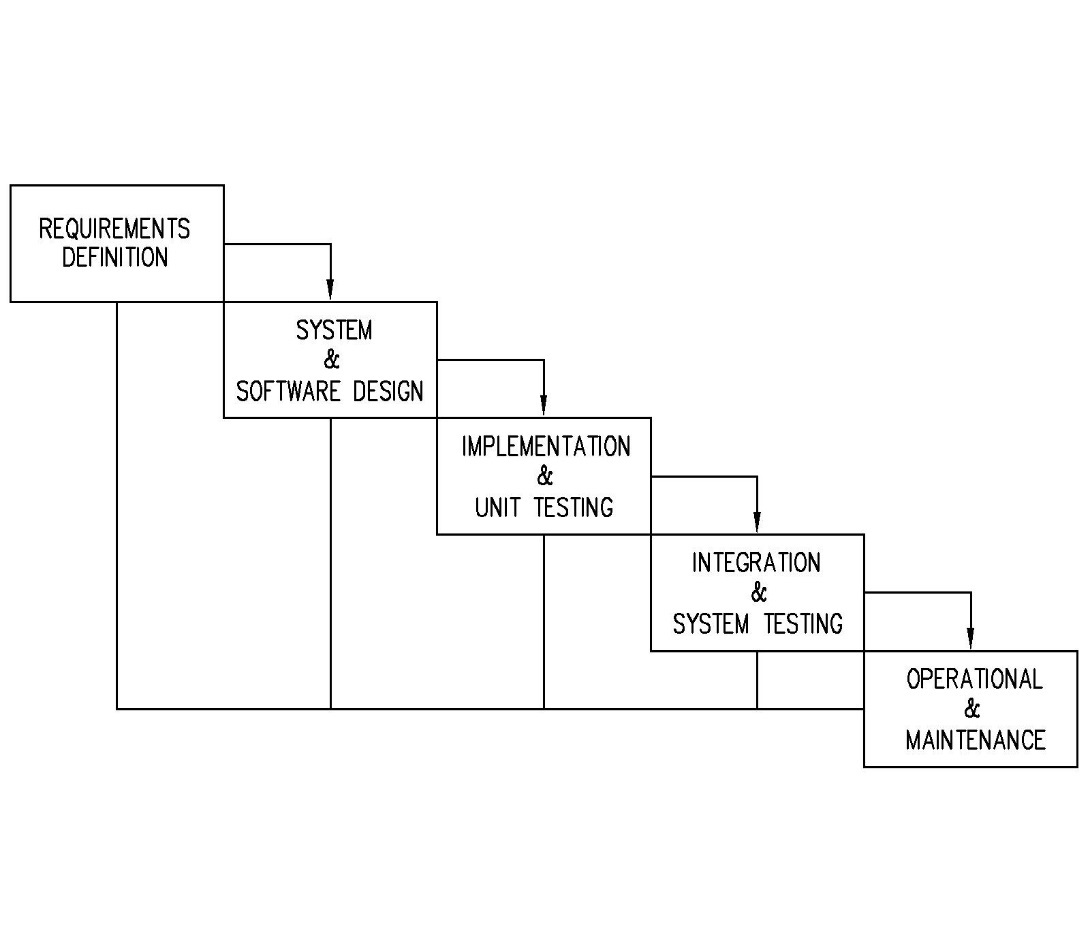 REQUIREMENTS
DEFINITION
SYSTEM
&
SOFTWARE DESIGN
IMPLEMENTATION
&
UNIT TESTING
INTEGRATION
&
SYSTEM TESTING
OPERATIONAL
&
MAINTENANCE